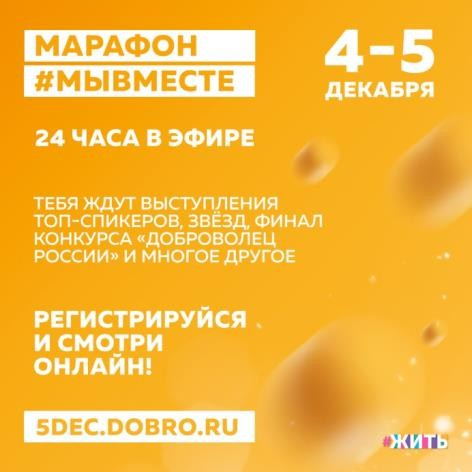 МАРАФОН
#МЫВМЕСТЕ
4-5
ДЕКАБРЯ
24 ЧАСА В ЭФИРЕ
ТЕБЯ ЖДУТ ВЫСТУПЛЕНИЯ
ТОП-СПИКЕРОВ, ЗВЁЗД, ФИНАЛ
КОНКУРСА «ДОБРОВОЛЕЦ
РОССИИ» И МНОГОЕ ДРУГОЕ
РЕГИСТРИРУЙСЯ
И СМОТРИ
ОНЛАЙН!
5DEC.DOBRO.RU
#ЖИТЬ